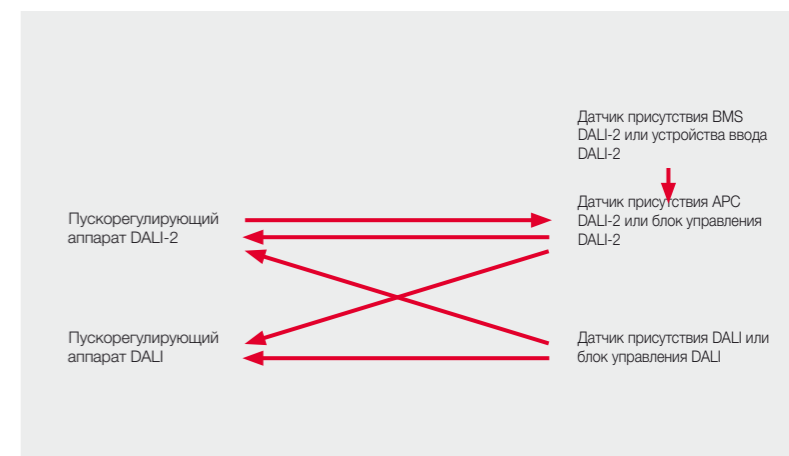 Датчик присутствия BMS
DALI-2 или устройства ввода
DALI-2
Пускорегулирующий
аппарат DALI-2
Датчик присутствия APC
DALI-2 или блок управления
DALI-2
Пускорегулирующий
аппарат DALI
Датчик присутствия DALI или
блок управления DALI